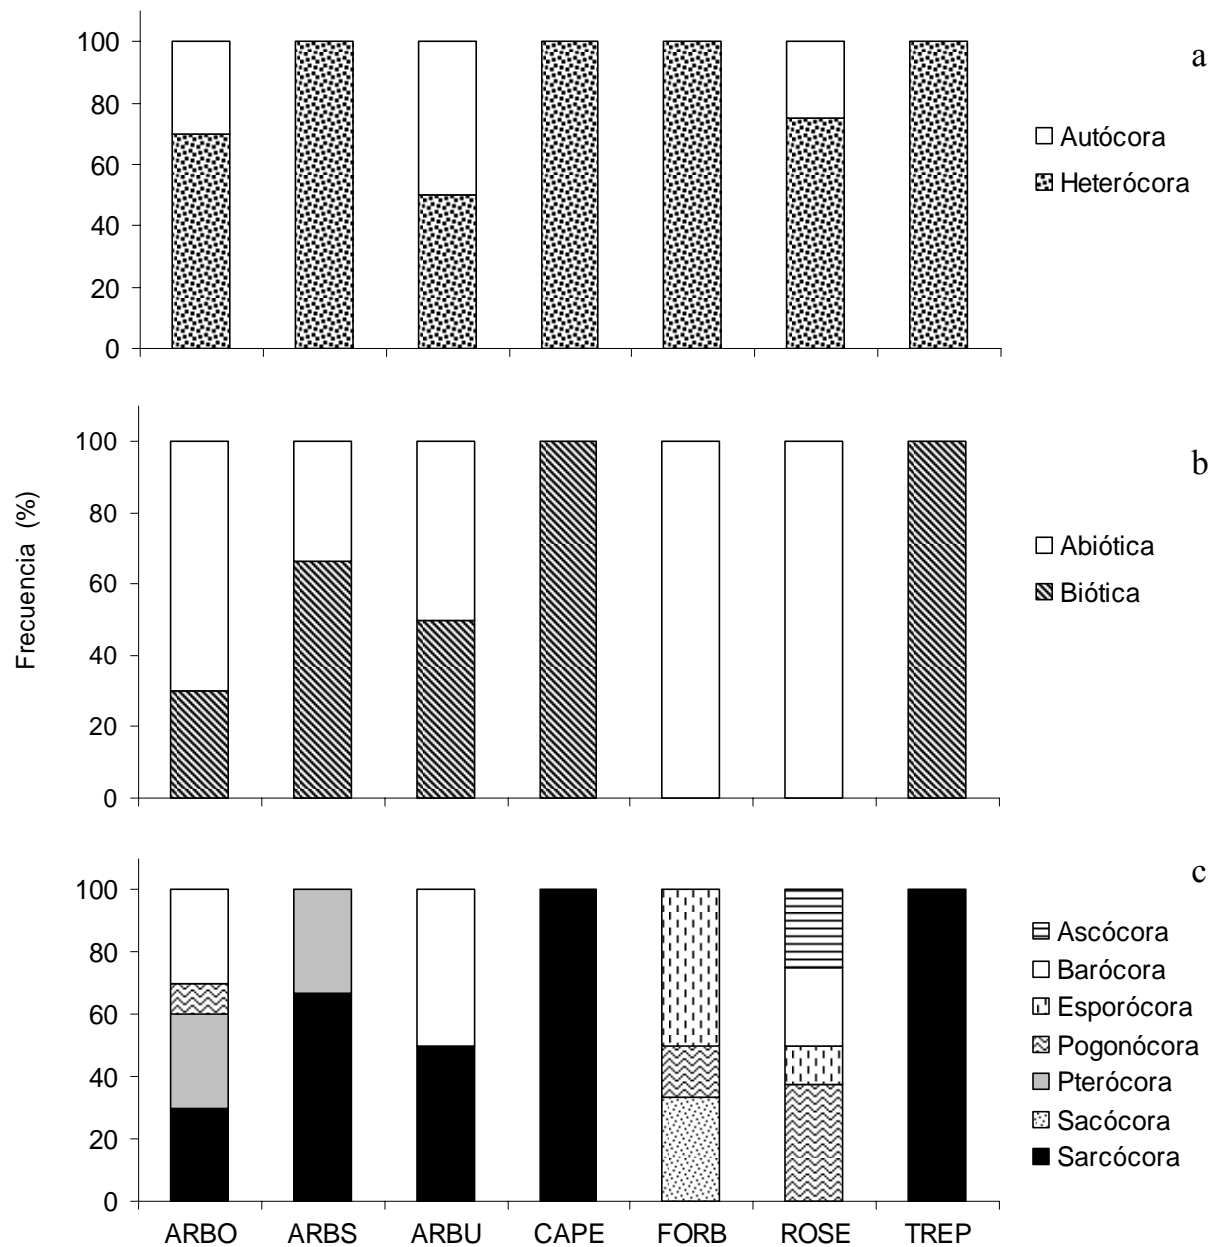 a
100
80
60
40
20
0
Autócora
Heterócora
b
Frecuencia (%)
100
80
60
40
20
0
Abiótica
Biótica
c
100
80
60
40
20
0
Ascócora
Barócora
Esporócora
Pogonócora
Pterócora
Sacócora
Sarcócora
ARBO ARBS ARBU CAPE FORB ROSE TREP